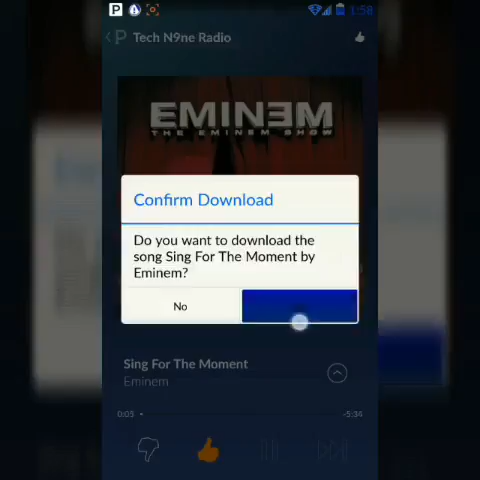 P
1:58
P Tech N9ne Radio
EMINEM
THE EMINEM SHOW
Confirm Download
Do you want to download the
song Sing For The Moment by
Eminem?
No
Sing For The Moment
Eminem
0:05
-5:34